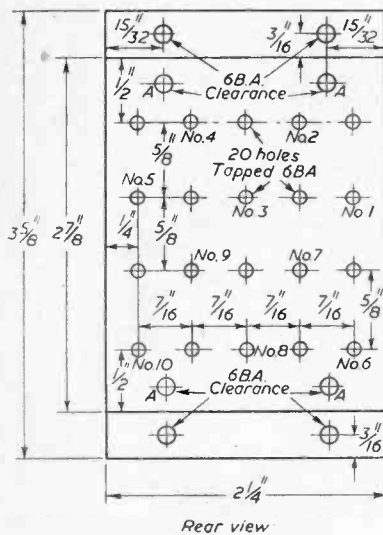 15/32" 3/16" 15/32"
6B.A.
Clearance
A A
1/2"
No.4 No.2
5/8" 20 holes
Tapped 6BA
No.5 No.3 No.1
3 5/8" 2 7/8" 1/4" 5/8"
No.9 No.7
7/16" 7/16" 7/16" 7/16" 5/8"
No.10 No.8 No.6
1/2"
6B.A.
A Clearance A
3/16"
2 1/4"
Rear view